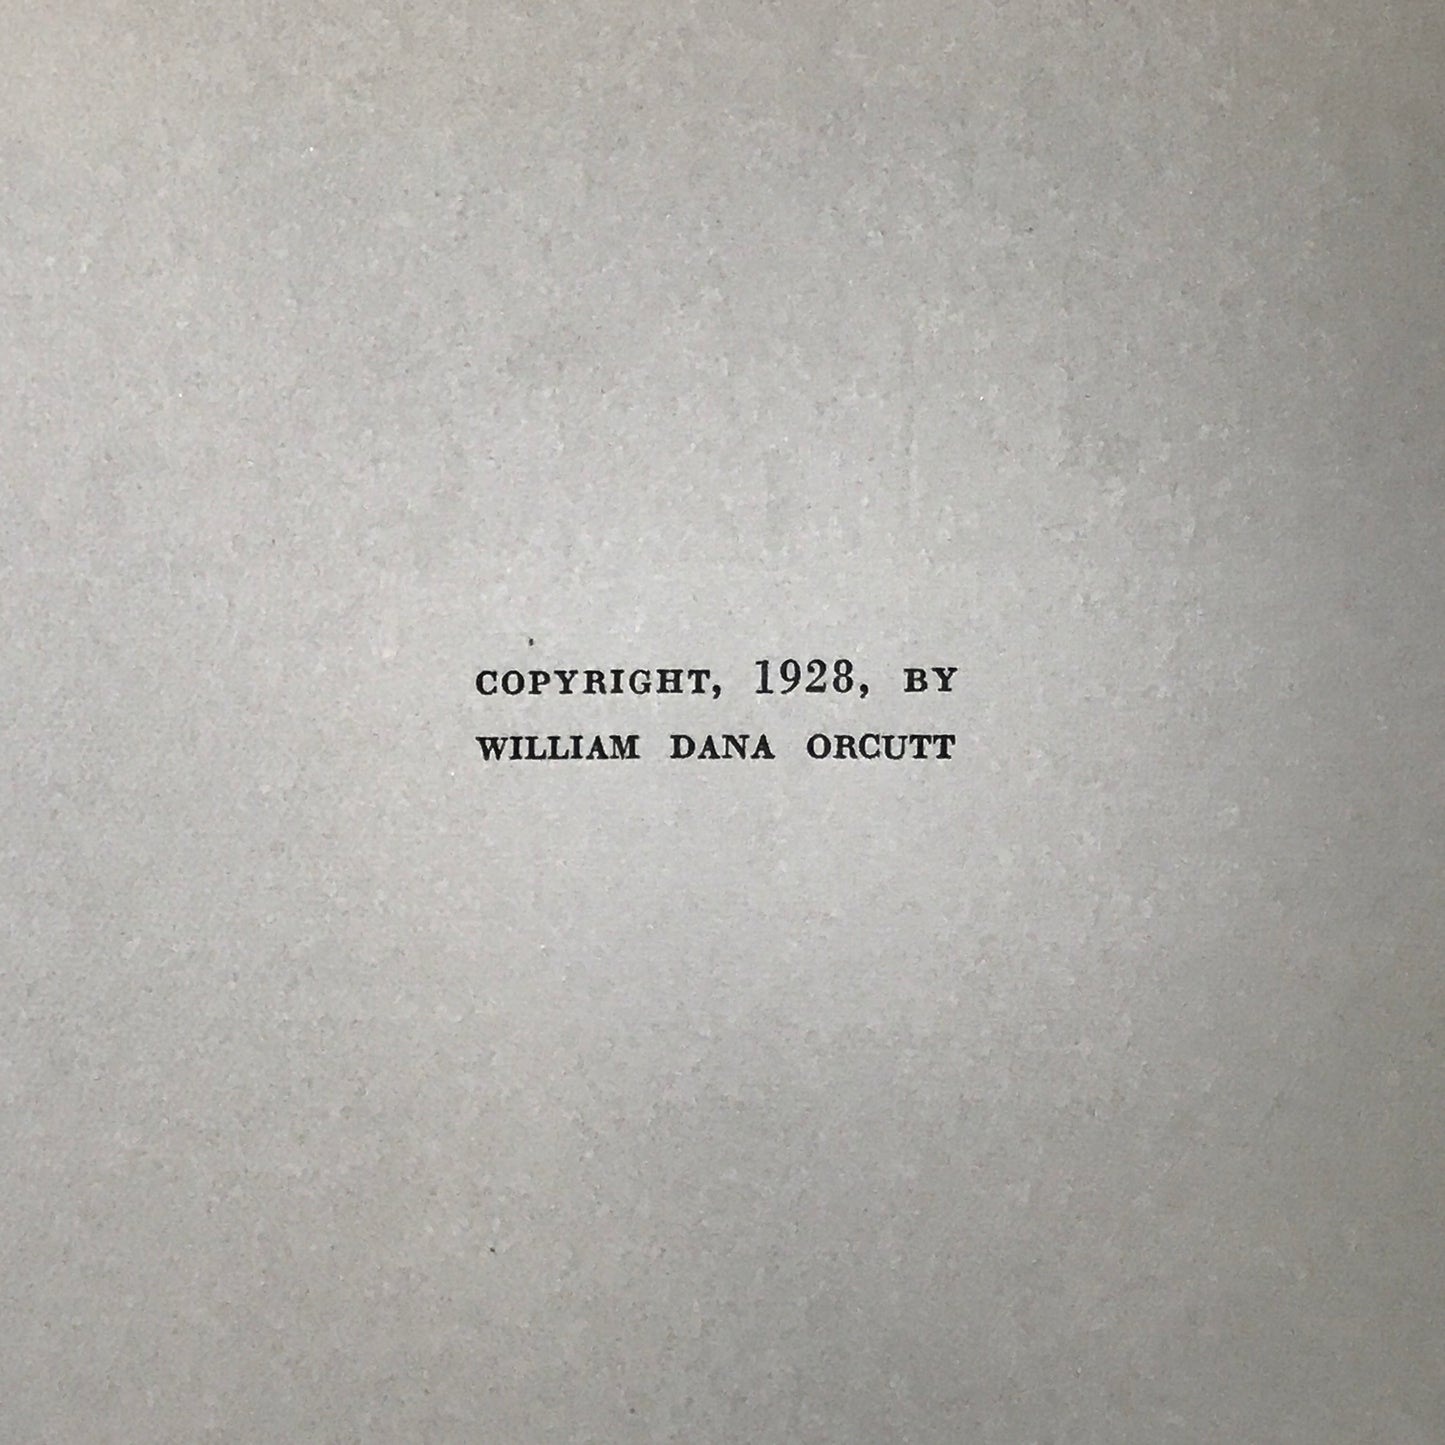 COPYRIGHT, 1928, BY
WILLIAM DANA ORCUTT